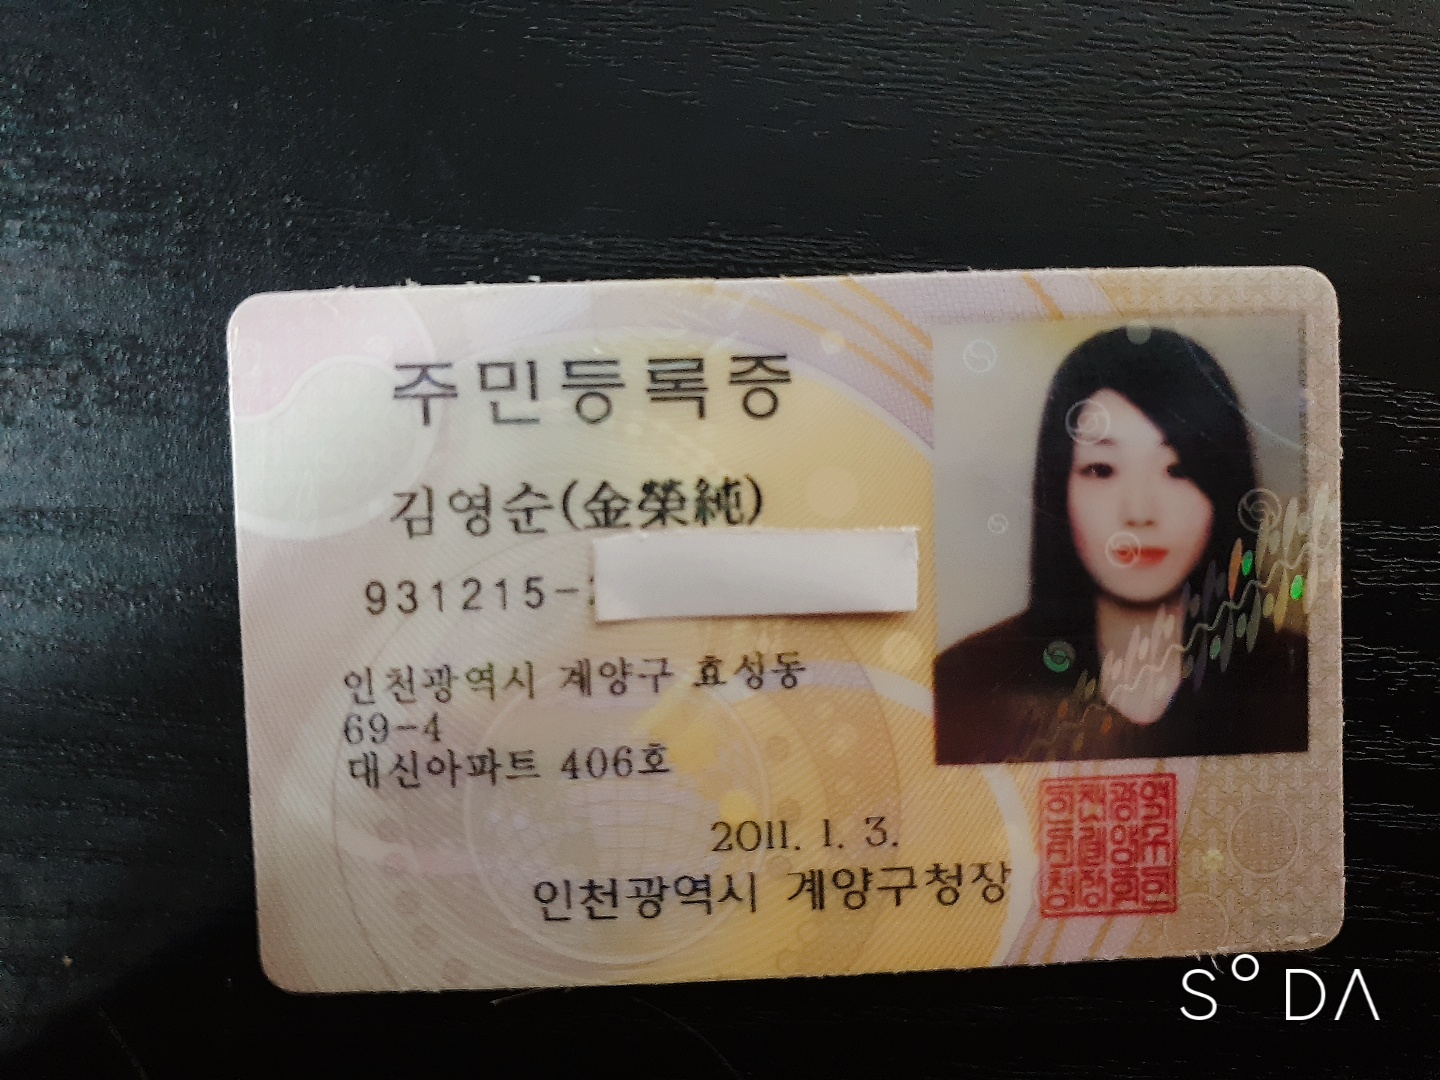 주민등록증
김영순(金榮純)
931215-
인천광역시 계양구 효성동
69-4
대신아파트 406호
2011. 1. 3.
인천광역시 계양구청장
SODA